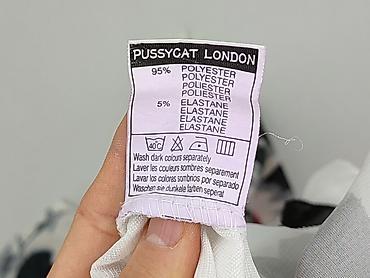 PUSSYCAT LONDON
95% POLYESTER
POLYESTER
POLIESTER
POLIESTER
5% ELASTANE
ELASTANE
ELASTANE
ELASTANE
40°C
Wash dark colours separately
Laver les couleurs sombres separement
Lavar los colores sombrios por separado
Waschen sie dunkele farben seperat